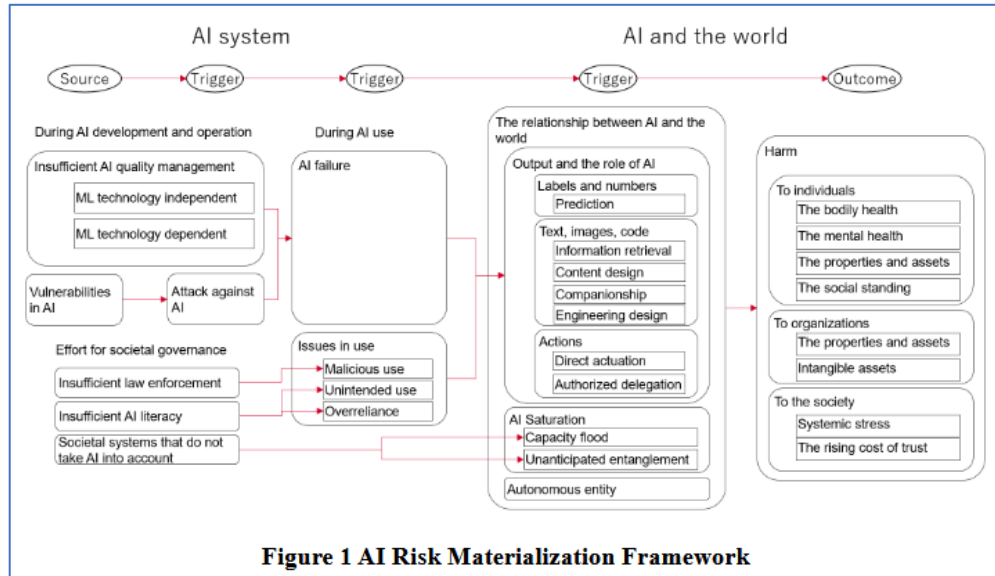 AI system
AI and the world
Source
Trigger
Trigger
Trigger
Outcome
During AI development and operation
Insufficient AI quality management
ML technology independent
ML technology dependent
Vulnerabilities
in AI
Attack against
AI
Effort for societal governance
Insufficient law enforcement
Insufficient AI literacy
Societal systems that do not
take AI into account
During AI use
AI failure
Issues in use
Malicious use
Unintended use
Overreliance
The relationship between AI and the
world
Output and the role of AI
Labels and numbers
Prediction
Text, images, code
Information retrieval
Content design
Companionship
Engineering design
Actions
Direct actuation
Authorized delegation
AI Saturation
Capacity flood
Unanticipated entanglement
Autonomous entity
Harm
To individuals
The bodily health
The mental health
The properties and assets
The social standing
To organizations
The properties and assets
Intangible assets
To the society
Systemic stress
The rising cost of trust
Figure 1 AI Risk Materialization Framework